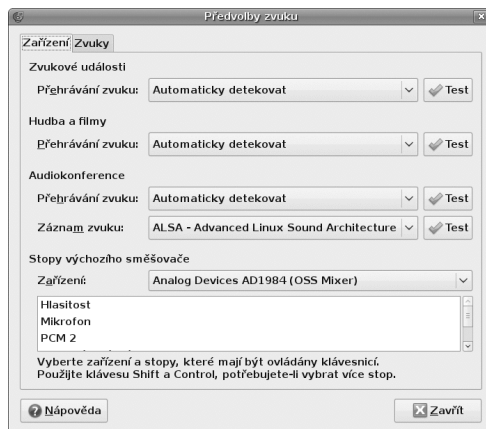 Předvolby zvuku
Zařízení Zvuky
Zvukové události
Přehrávání zvuku: Automaticky detekovat Test
Hudba a filmy
Přehrávání zvuku: Automaticky detekovat Test
Audiokonference
Přehrávání zvuku: Automaticky detekovat Test
Záznam zvuku: ALSA - Advanced Linux Sound Architecture Test
Stopy výchozího směšovače
Zařízení: Analog Devices AD1984 (OSS Mixer)
Hlasitost
Mikrofon
PCM 2
Vyberte zařízení a stopy, které mají být ovládány klávesnicí.
Použijte klávesu Shift a Control, potřebujete-li vybrat více stop.
Nápověda Zavřít